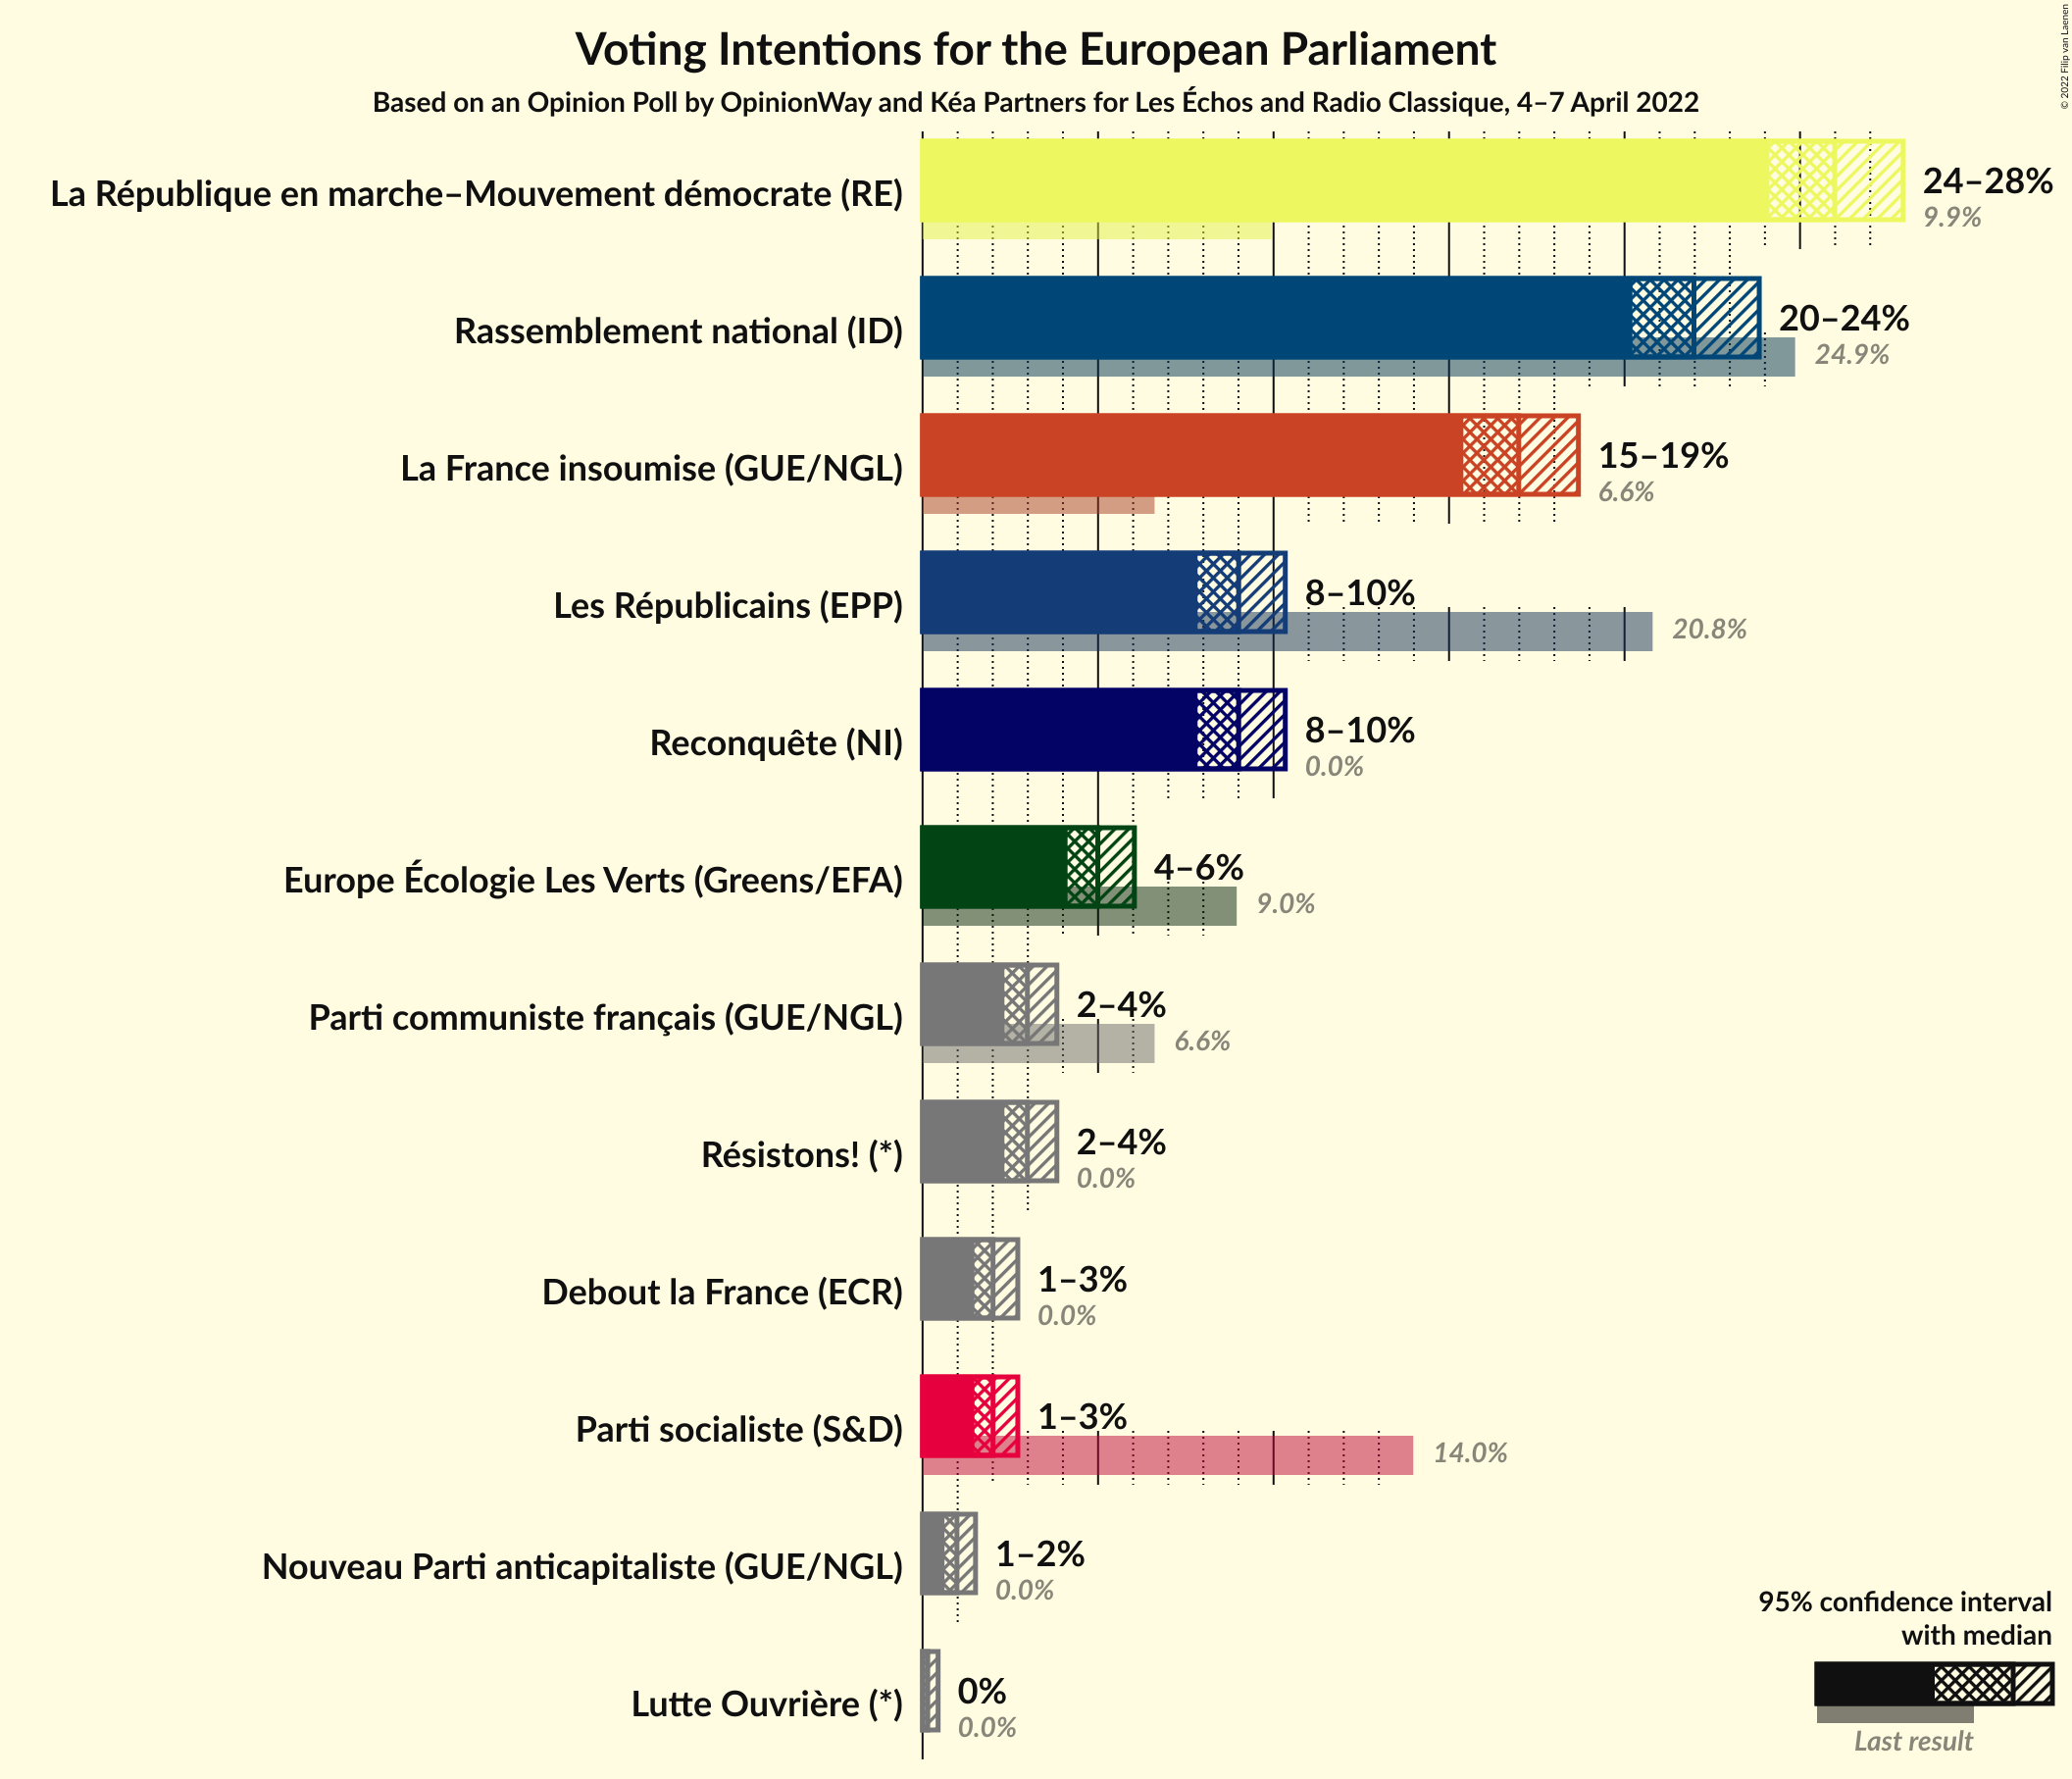 Voting Intentions for the European Parliament
Based on an Opinion Poll by OpinionWay and Kéa Partners for Les Échos and Radio Classique, 4–7 April 2022
© 2022 Filip van Laenen
La République en marche–Mouvement démocrate (RE)
24–28%
9.9%
Rassemblement national (ID)
20–24%
24.9%
La France insoumise (GUE/NGL)
15–19%
6.6%
Les Républicains (EPP)
8–10%
20.8%
Reconquête (NI)
8–10%
0.0%
Europe Écologie Les Verts (Greens/EFA)
4–6%
9.0%
Parti communiste français (GUE/NGL)
2–4%
6.6%
Résistons! (*)
2–4%
0.0%
Debout la France (ECR)
1–3%
0.0%
Parti socialiste (S&D)
1–3%
14.0%
Nouveau Parti anticapitaliste (GUE/NGL)
1–2%
0.0%
Lutte Ouvrière (*)
0%
0.0%
95% confidence interval
with median
Last result